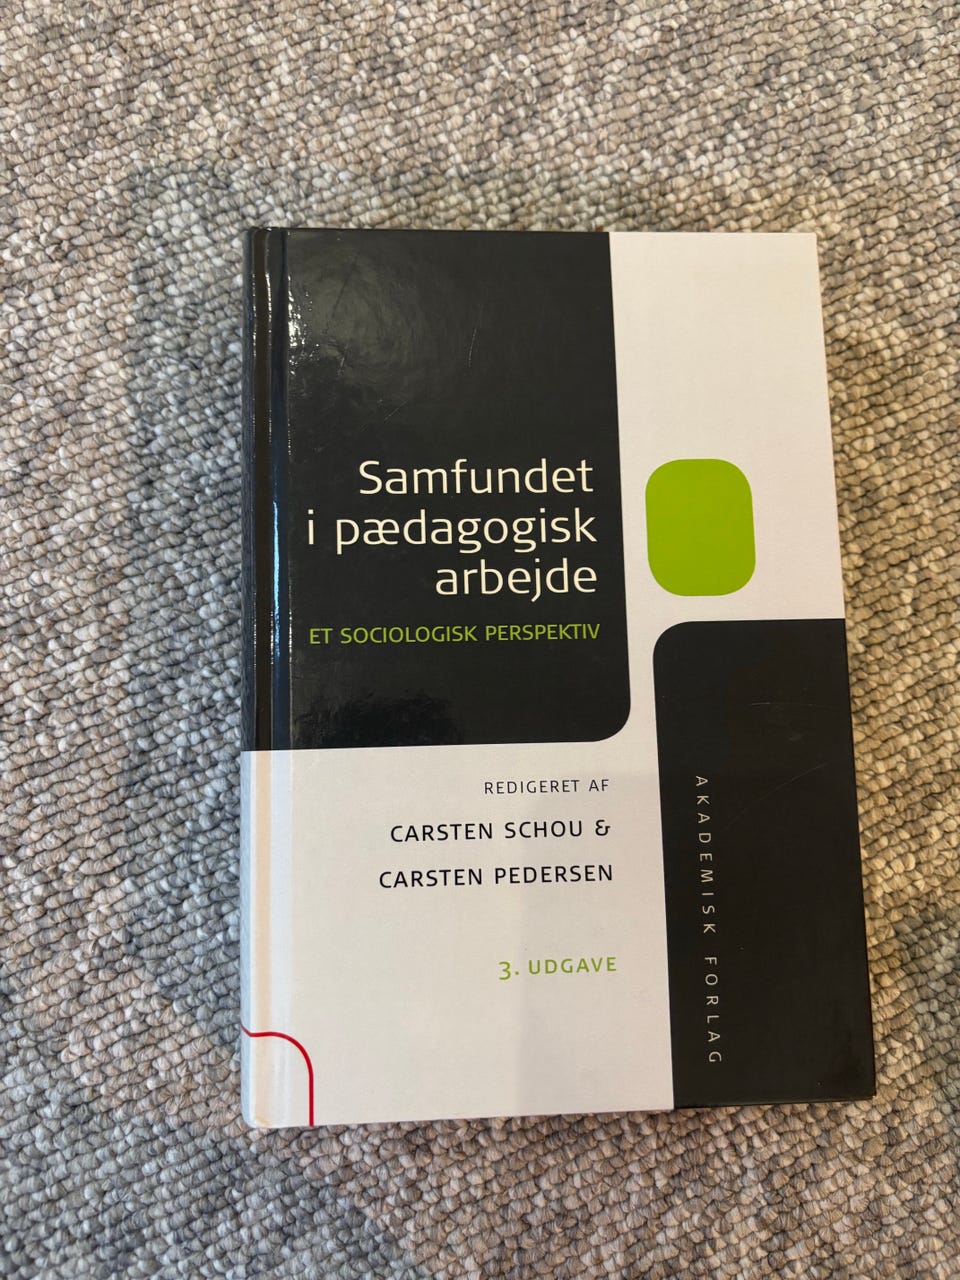 Samfundet
i pædagogisk
arbejde
ET SOCIOLOGISK PERSPEKTIV
REDIGERET AF
CARSTEN SCHOU &
CARSTEN PEDERSEN
3. UDGAVE
AKADEMISK FORLAG